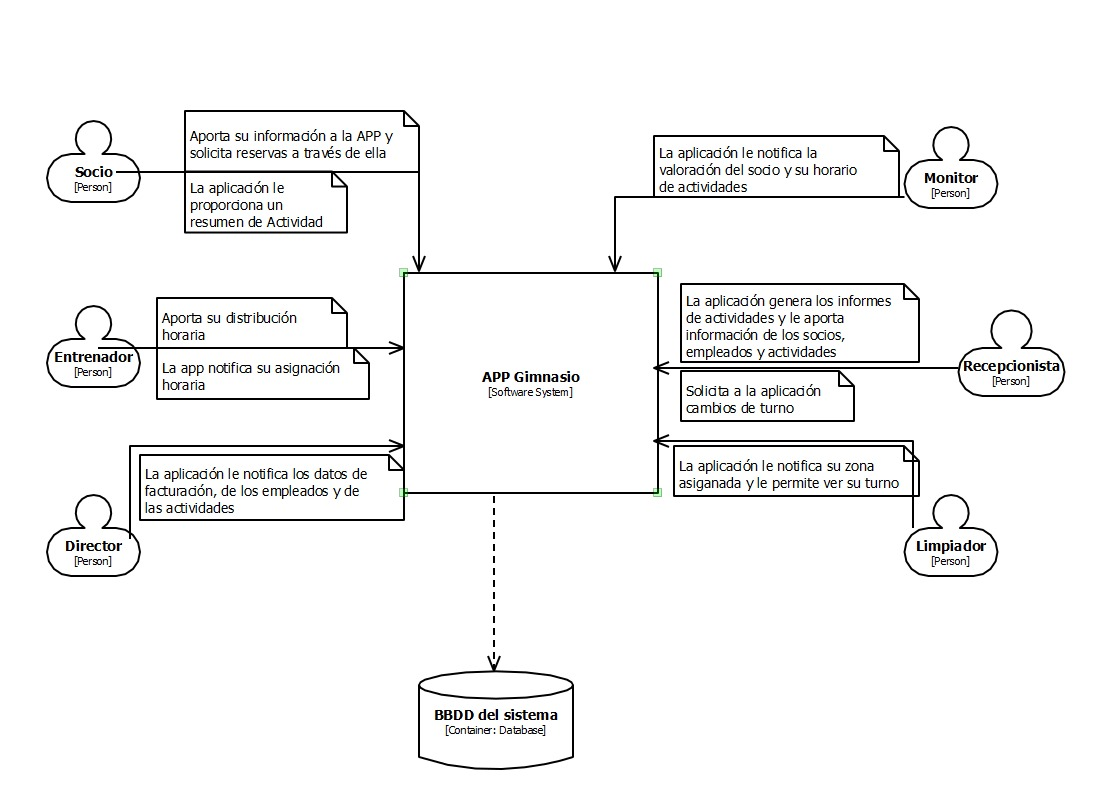 Aporta su información a la APP y
solicita reservas a través de ella
Socio
[Person]
La aplicación le
proporciona un
resumen de Actividad
La aplicación le notifica la
valoración del socio y su horario
de actividades
Monitor
[Person]
Aporta su distribución
horaria
Entrenador
[Person]
La app notifica su asignación
horaria
APP Gimnasio
[Software System]
La aplicación genera los informes
de actividades y le aporta
información de los socios,
empleados y actividades
Recepcionista
[Person]
Solicita a la aplicación
cambios de turno
La aplicación le notifica los datos de
facturación, de los empleados y de
las actividades
Director
[Person]
La aplicación le notifica su zona
asiganada y le permite ver su turno
Limpiador
[Person]
BBDD del sistema
[Container: Database]